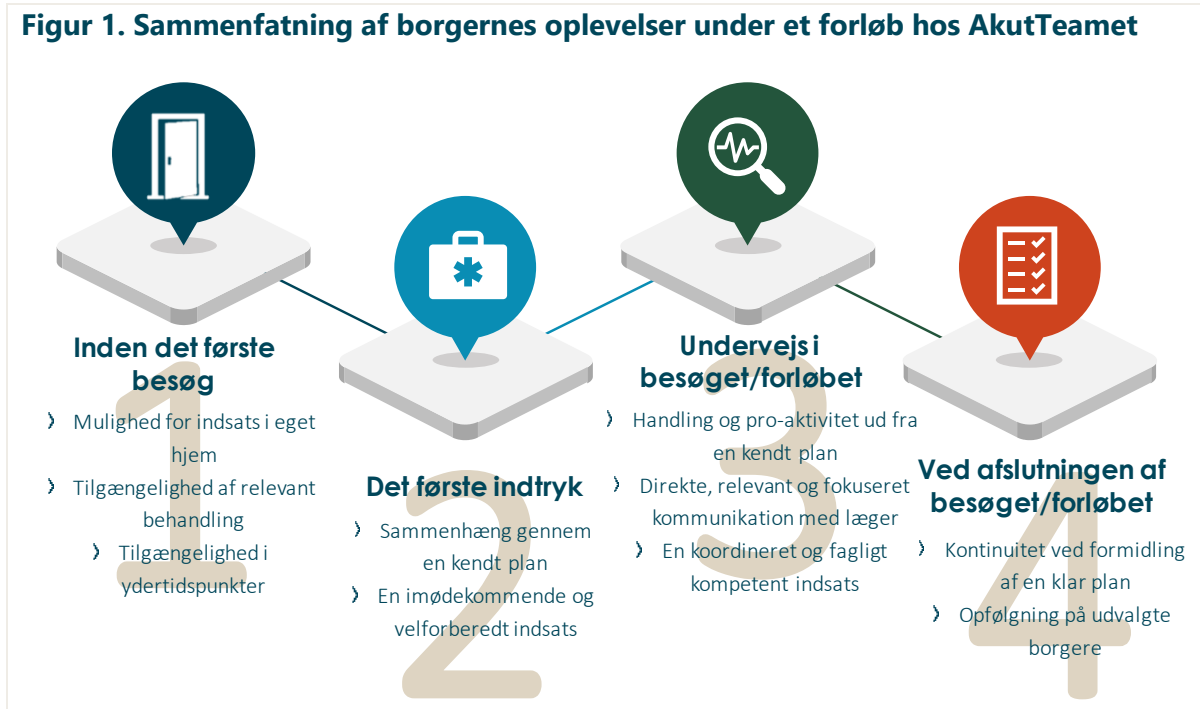 Figur 1. Sammenfatning af borgernes oplevelser under et forløb hos AkutTeamet
1
Inden det første
besøg
❯ Mulighed for indsats i eget
hjem
❯ Tilgængelighed af relevant
behandling
❯ Tilgængelighed i
ydertidspunkter
2
Det første indtryk
❯ Sammenhæng gennem
en kendt plan
❯ En imødekommende og
velforberedt indsats
3
Undervejs i
besøget/forløbet
❯ Handling og pro-aktivitet ud fra
en kendt plan
❯ Direkte, relevant og fokuseret
kommunikation med læger
❯ En koordineret og fagligt
kompetent indsats
4
Ved afslutningen af
besøget/forløbet
❯ Kontinuitet ved formidling
af en klar plan
❯ Opfølgning på udvalgte
borgere